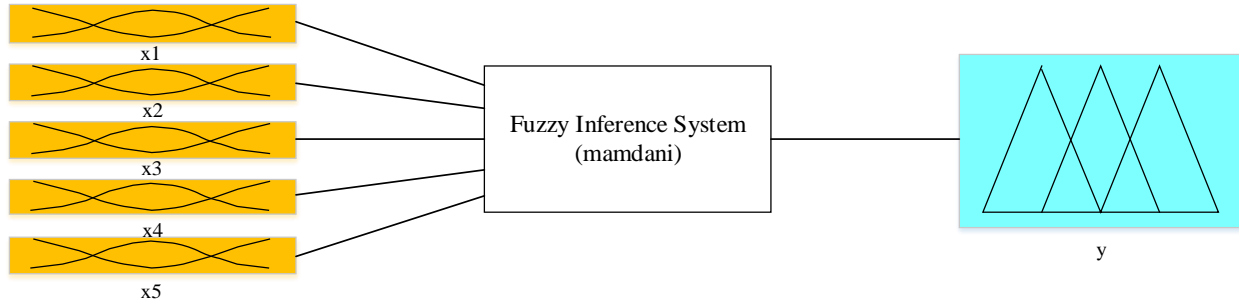 x1
x2
x3
x4
x5
Fuzzy Inference System
(mamdani)
y